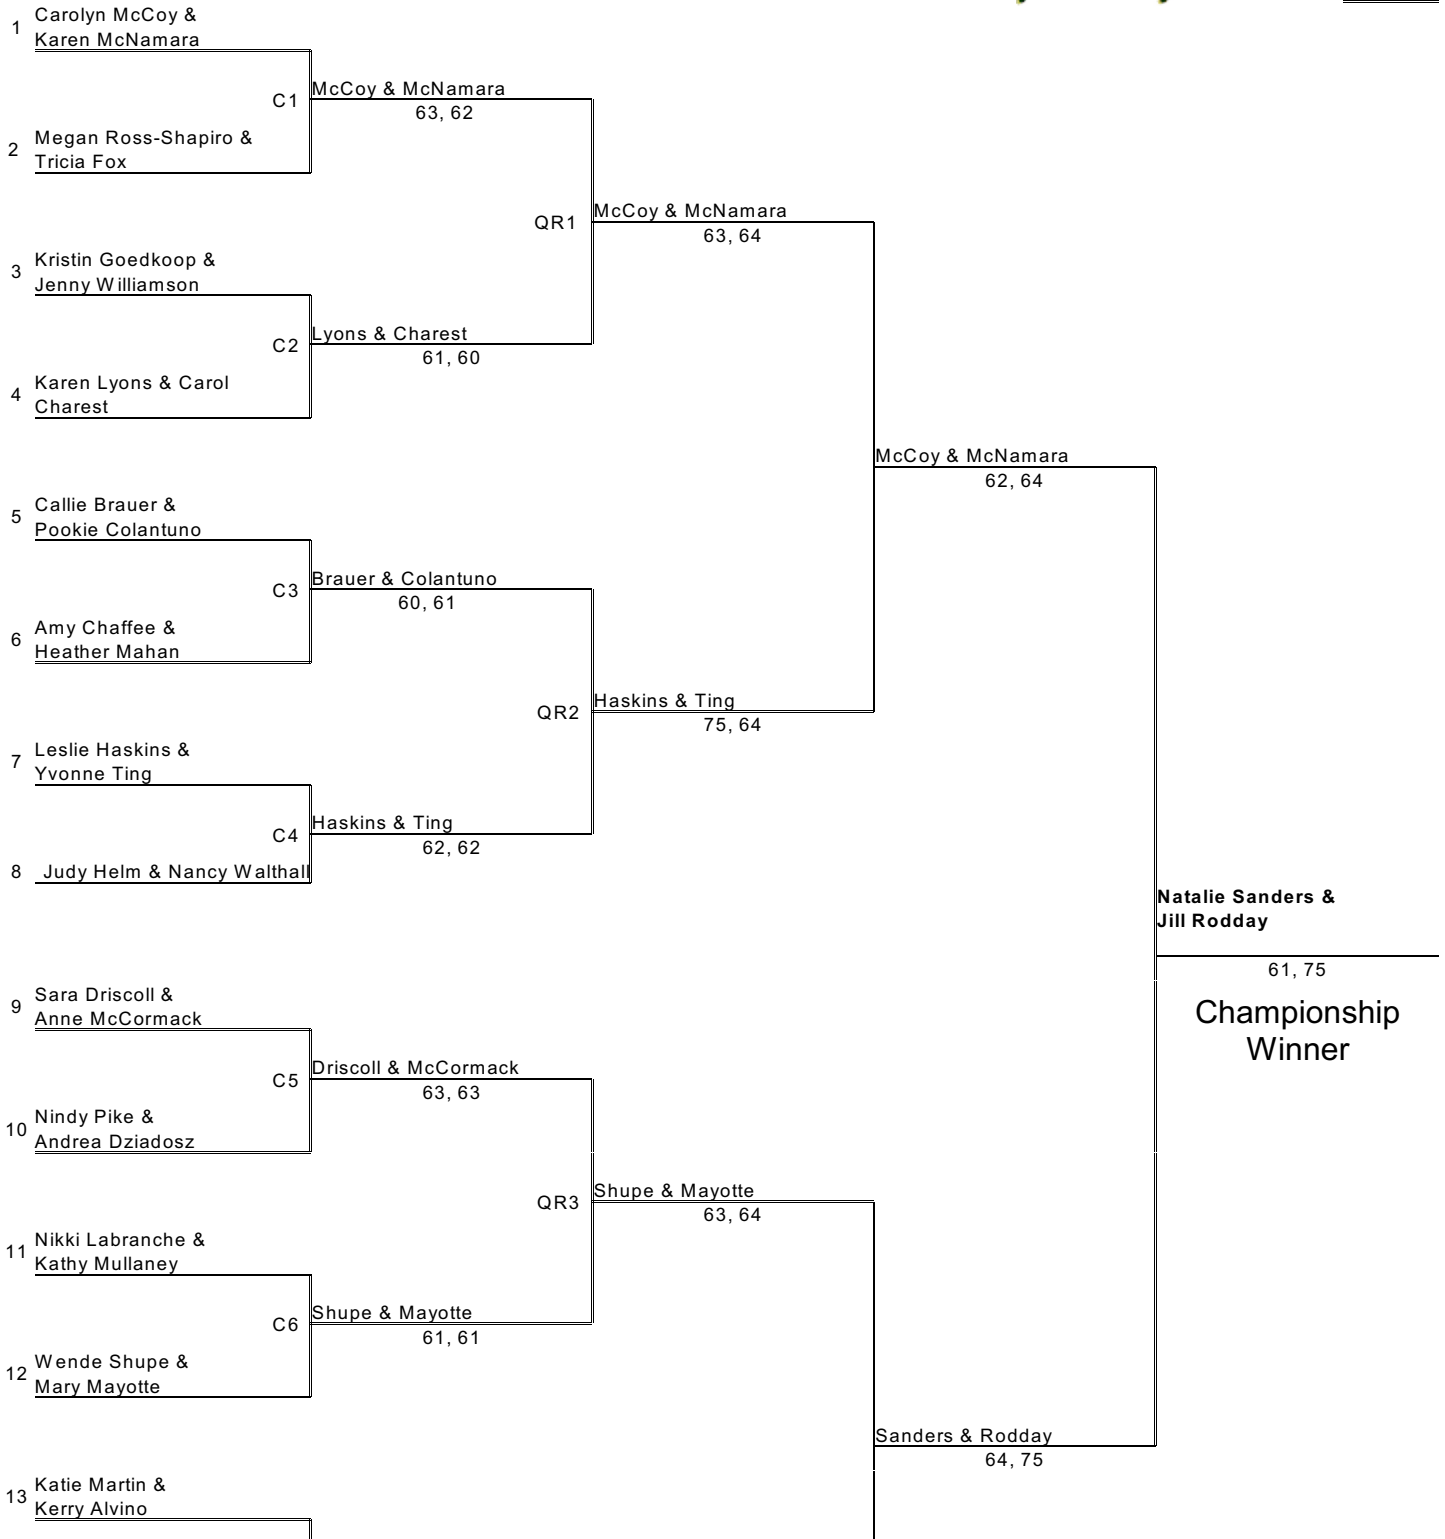 1 Carolyn McCoy &
Karen McNamara
C1 McCoy & McNamara
63, 62
2 Megan Ross-Shapiro &
Tricia Fox
QR1 McCoy & McNamara
63, 64
3 Kristin Goedkoop &
Jenny Williamson
C2 Lyons & Charest
61, 60
4 Karen Lyons & Carol
Charest
McCoy & McNamara
62, 64
5 Callie Brauer &
Pookie Colantuno
C3 Brauer & Colantuno
60, 61
6 Amy Chaffee &
Heather Mahan
QR2 Haskins & Ting
75, 64
7 Leslie Haskins &
Yvonne Ting
C4 Haskins & Ting
62, 62
8 Judy Helm & Nancy Walthall
Natalie Sanders &
Jill Rodday
61, 75
Championship
Winner
9 Sara Driscoll &
Anne McCormack
C5 Driscoll & McCormack
63, 63
10 Nindy Pike &
Andrea Dziadosz
QR3 Shupe & Mayotte
63, 64
11 Nikki Labranche &
Kathy Mullaney
C6 Shupe & Mayotte
61, 61
12 Wende Shupe &
Mary Mayotte
Sanders & Rodday
64, 75
13 Katie Martin &
Kerry Alvino